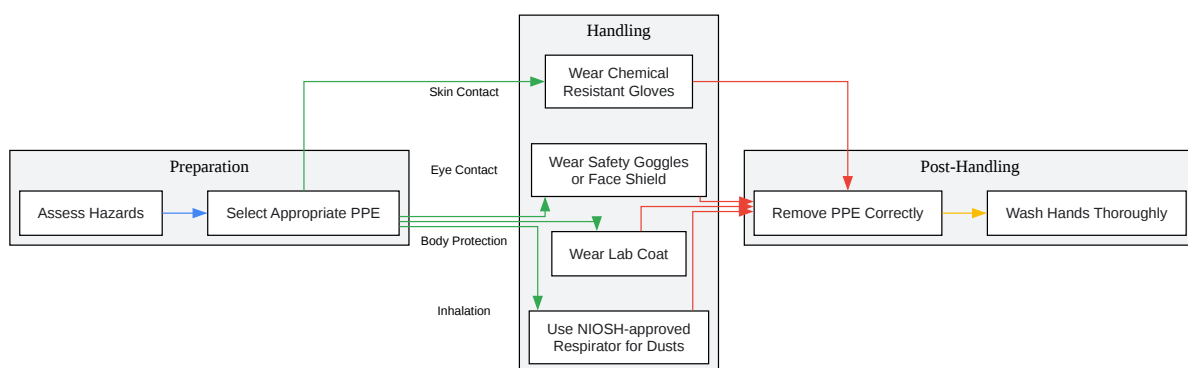 Preparation
Assess Hazards
Select Appropriate PPE
Skin Contact
Eye Contact
Body Protection
Inhalation
Handling
Wear Chemical
Resistant Gloves
Wear Safety Goggles
or Face Shield
Wear Lab Coat
Use NIOSH-approved
Respirator for Dusts
Post-Handling
Remove PPE Correctly
Wash Hands Thoroughly